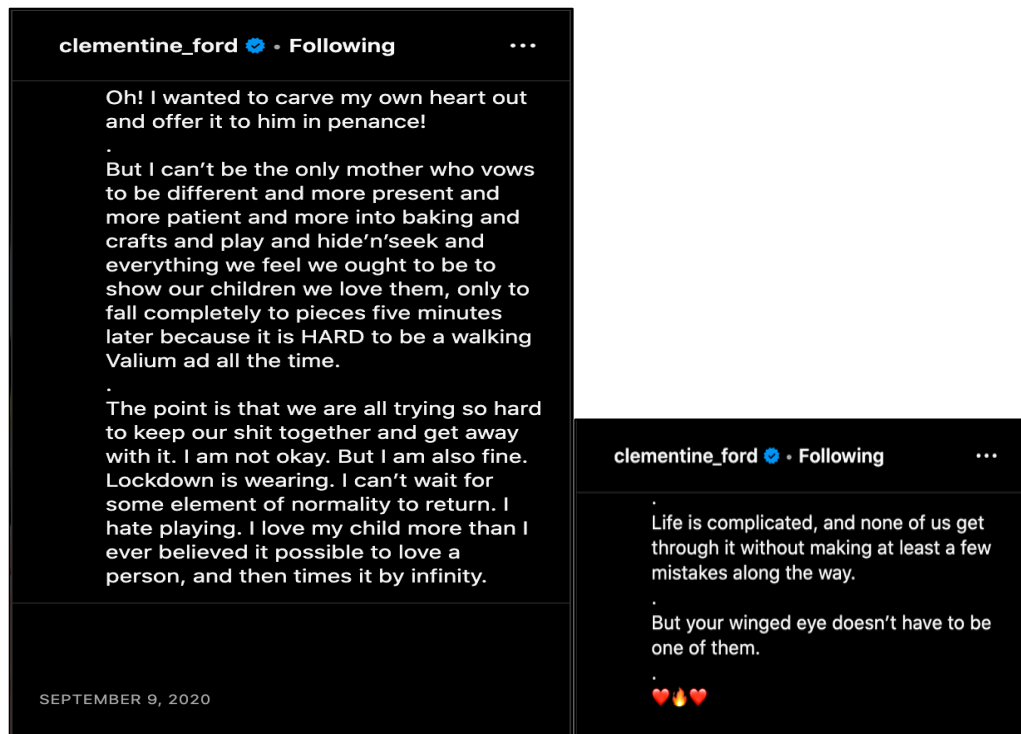 clementine_ford • Following
Oh! I wanted to carve my own heart out
and offer it to him in penance!
.
But I can’t be the only mother who vows
to be different and more present and
more patient and more into baking and
crafts and play and hide’n’seek and
everything we feel we ought to be to
show our children we love them, only to
fall completely to pieces five minutes
later because it is HARD to be a walking
Valium ad all the time.
.
The point is that we are all trying so hard
to keep our shit together and get away
with it. I am not okay. But I am also fine.
Lockdown is wearing. I can’t wait for
some element of normality to return. I
hate playing. I love my child more than I
ever believed it possible to love a
person, and then times it by infinity.
SEPTEMBER 9, 2020
clementine_ford • Following
.
Life is complicated, and none of us get
through it without making at least a few
mistakes along the way.
.
But your winged eye doesn’t have to be
one of them.
.
❤️🔥❤️